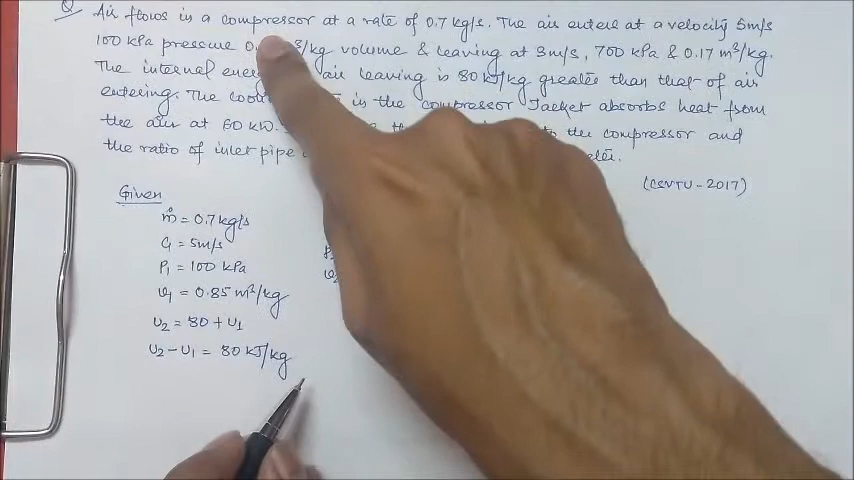 Q Air flows in a compressor at a rate of 0.7 kg/s. The air enters at a velocity 5m/s
100 kPa pressure 0. m3/kg volume & leaving at 3m/s, 700 kPa & 0.17 m3/kg.
The internal air leaving is 80 kJ/kg greater than that of air
entering. The in the compressor Jacket absorbs heat from
the air at 60 kW. to the compressor and
the ratio of inlet pipe
(CSVTU - 2017)
Given
ṁ = 0.7 kg/s
C1 = 5m/s
P1 = 100 kPa
v1 = 0.85 m3/kg
U2 = 80 + U1
U2 - U1 = 80 kJ/kg